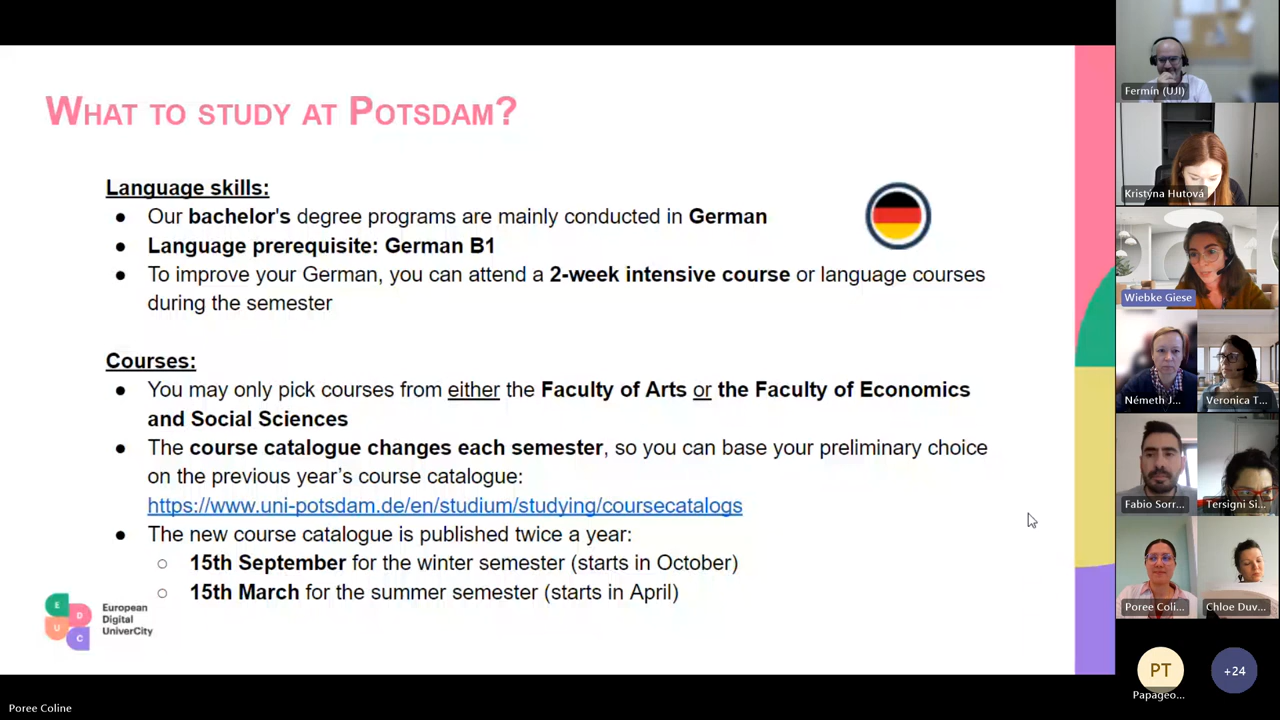 WHAT TO STUDY AT POTSDAM?
Language skills:
● Our bachelor's degree programs are mainly conducted in German
● Language prerequisite: German B1
● To improve your German, you can attend a 2-week intensive course or language courses
during the semester
Courses:
● You may only pick courses from either the Faculty of Arts or the Faculty of Economics
and Social Sciences
● The course catalogue changes each semester, so you can base your preliminary choice
on the previous year’s course catalogue:
https://www.uni-potsdam.de/en/studium/studying/coursecatalogs
● The new course catalogue is published twice a year:
○ 15th September for the winter semester (starts in October)
○ 15th March for the summer semester (starts in April)
E
D
U
C
European
Digital
UniverCity
Poree Coline
Fermín (UJI)
Kristýna Hutová
Wiebke Giese
Németh J...
Veronica T...
Fabio Sorr...
Tersigni Si...
Poree Coli...
Chloe Duv...
PT
Papageo...
+24